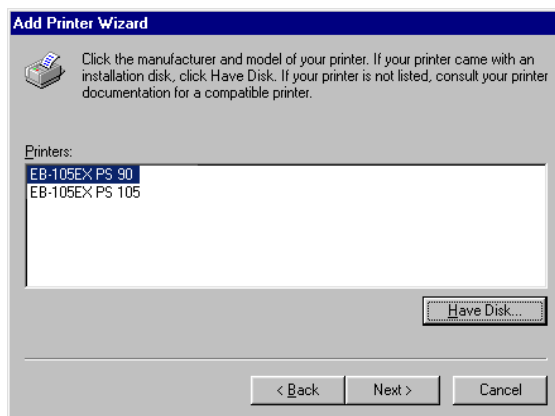 Add Printer Wizard
Click the manufacturer and model of your printer. If your printer came with an
installation disk, click Have Disk. If your printer is not listed, consult your printer
documentation for a compatible printer.
Printers:
EB-105EX PS 90
EB-105EX PS 105
Have Disk...
< Back
Next >
Cancel